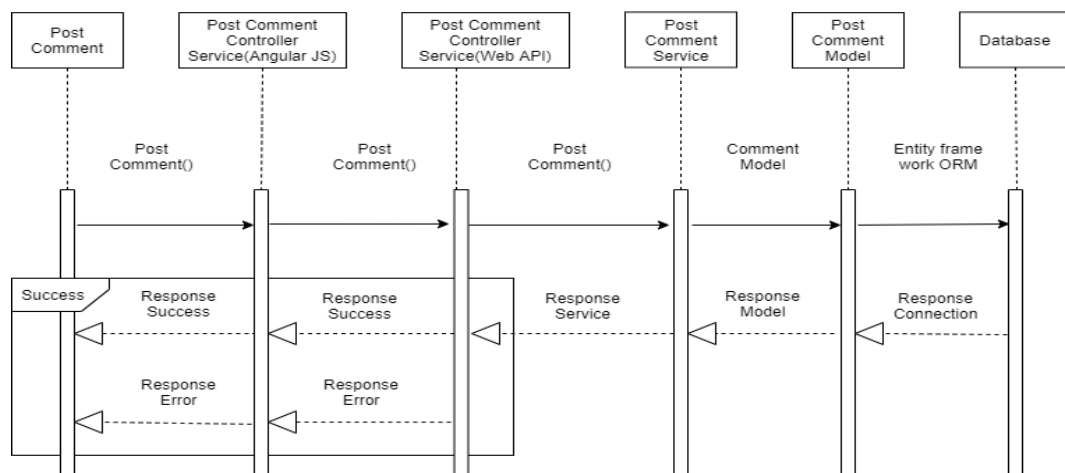 Post
Comment
Post Comment
Controller
Service(Angular JS)
Post Comment
Controller
Service(Web API)
Post
Comment
Service
Post
Comment
Model
Database
Post
Comment()
Post
Comment()
Post
Comment()
Comment
Model
Entity frame
work ORM
Success
Response
Success
Response
Success
Response
Service
Response
Model
Response
Connection
Response
Error
Response
Error